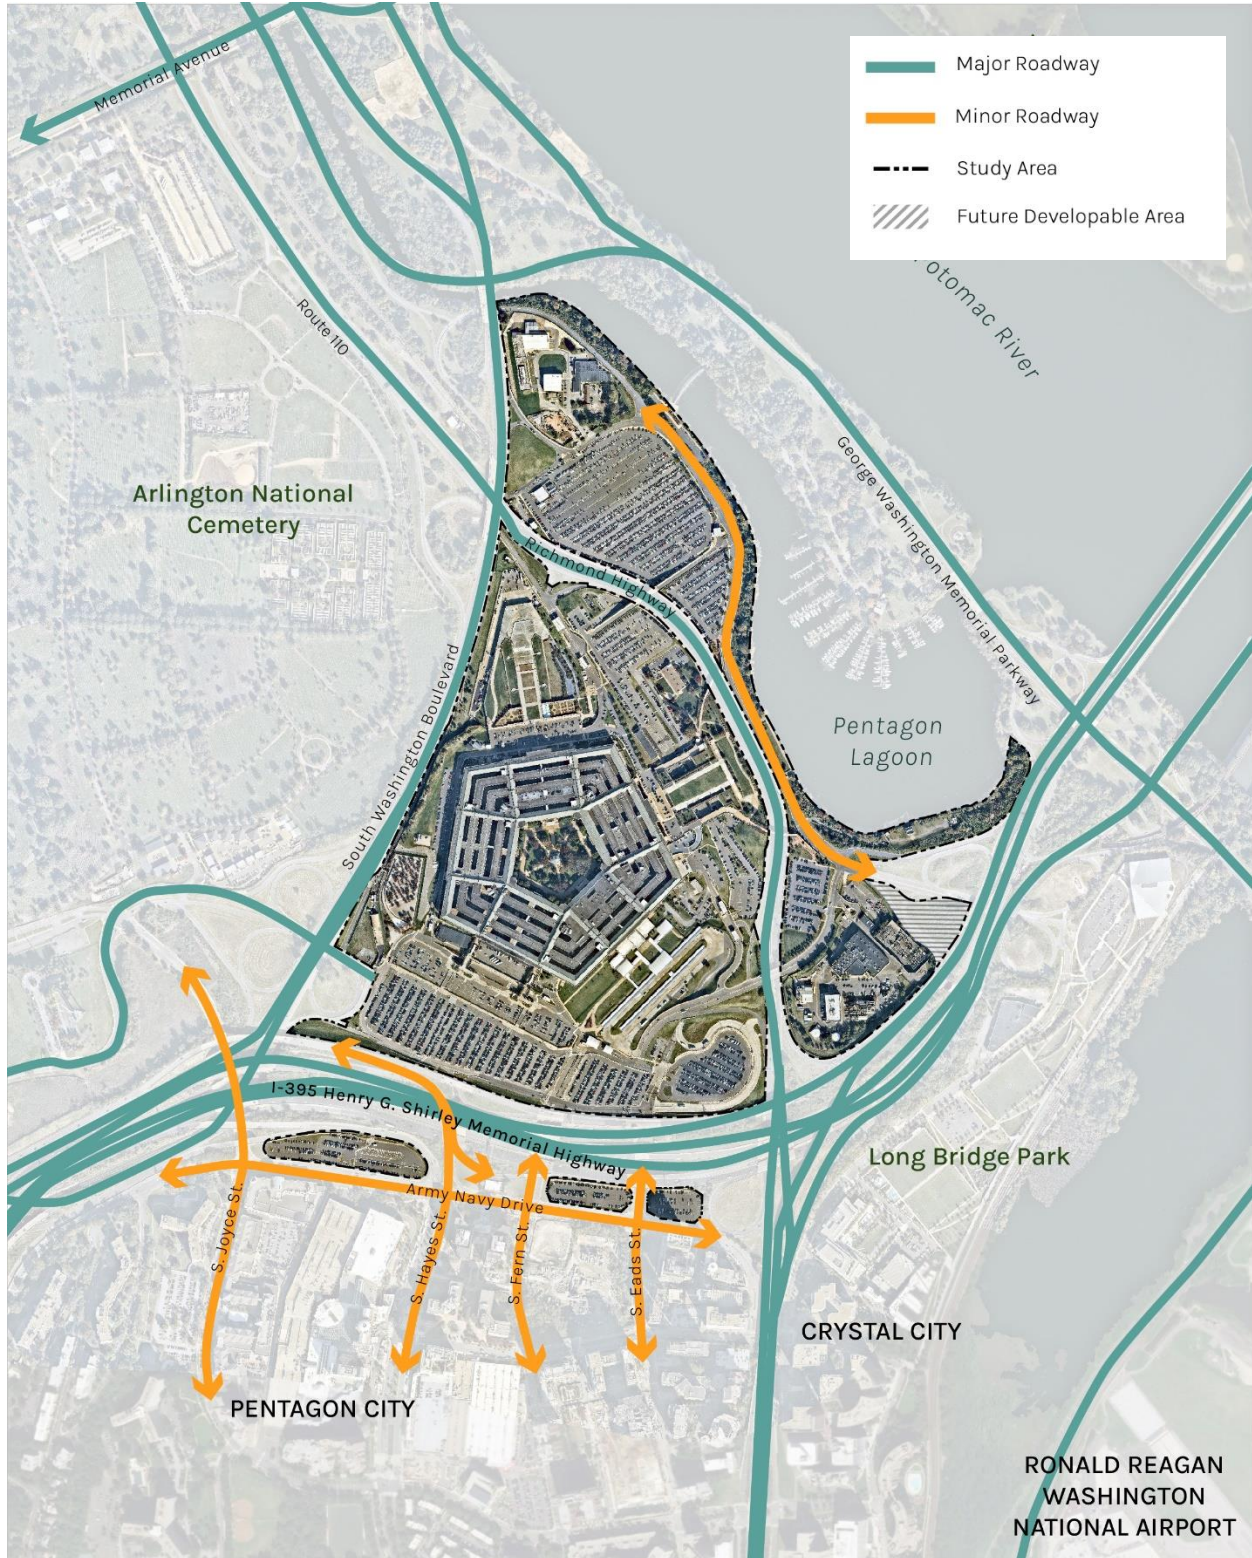 Memorial Avenue
Major Roadway
Minor Roadway
Study Area
Future Developable Area
Potomac River
Route 110
George Washington Memorial Parkway
Arlington National
Cemetery
Richmond Highway
South Washington Boulevard
Pentagon
Lagoon
I-395 Henry G. Shirley Memorial Highway
Long Bridge Park
Army Navy Drive
S. Joyce St.
S. Hayes St.
S. Fern St.
S. Eads St.
CRYSTAL CITY
PENTAGON CITY
RONALD REAGAN
WASHINGTON
NATIONAL AIRPORT